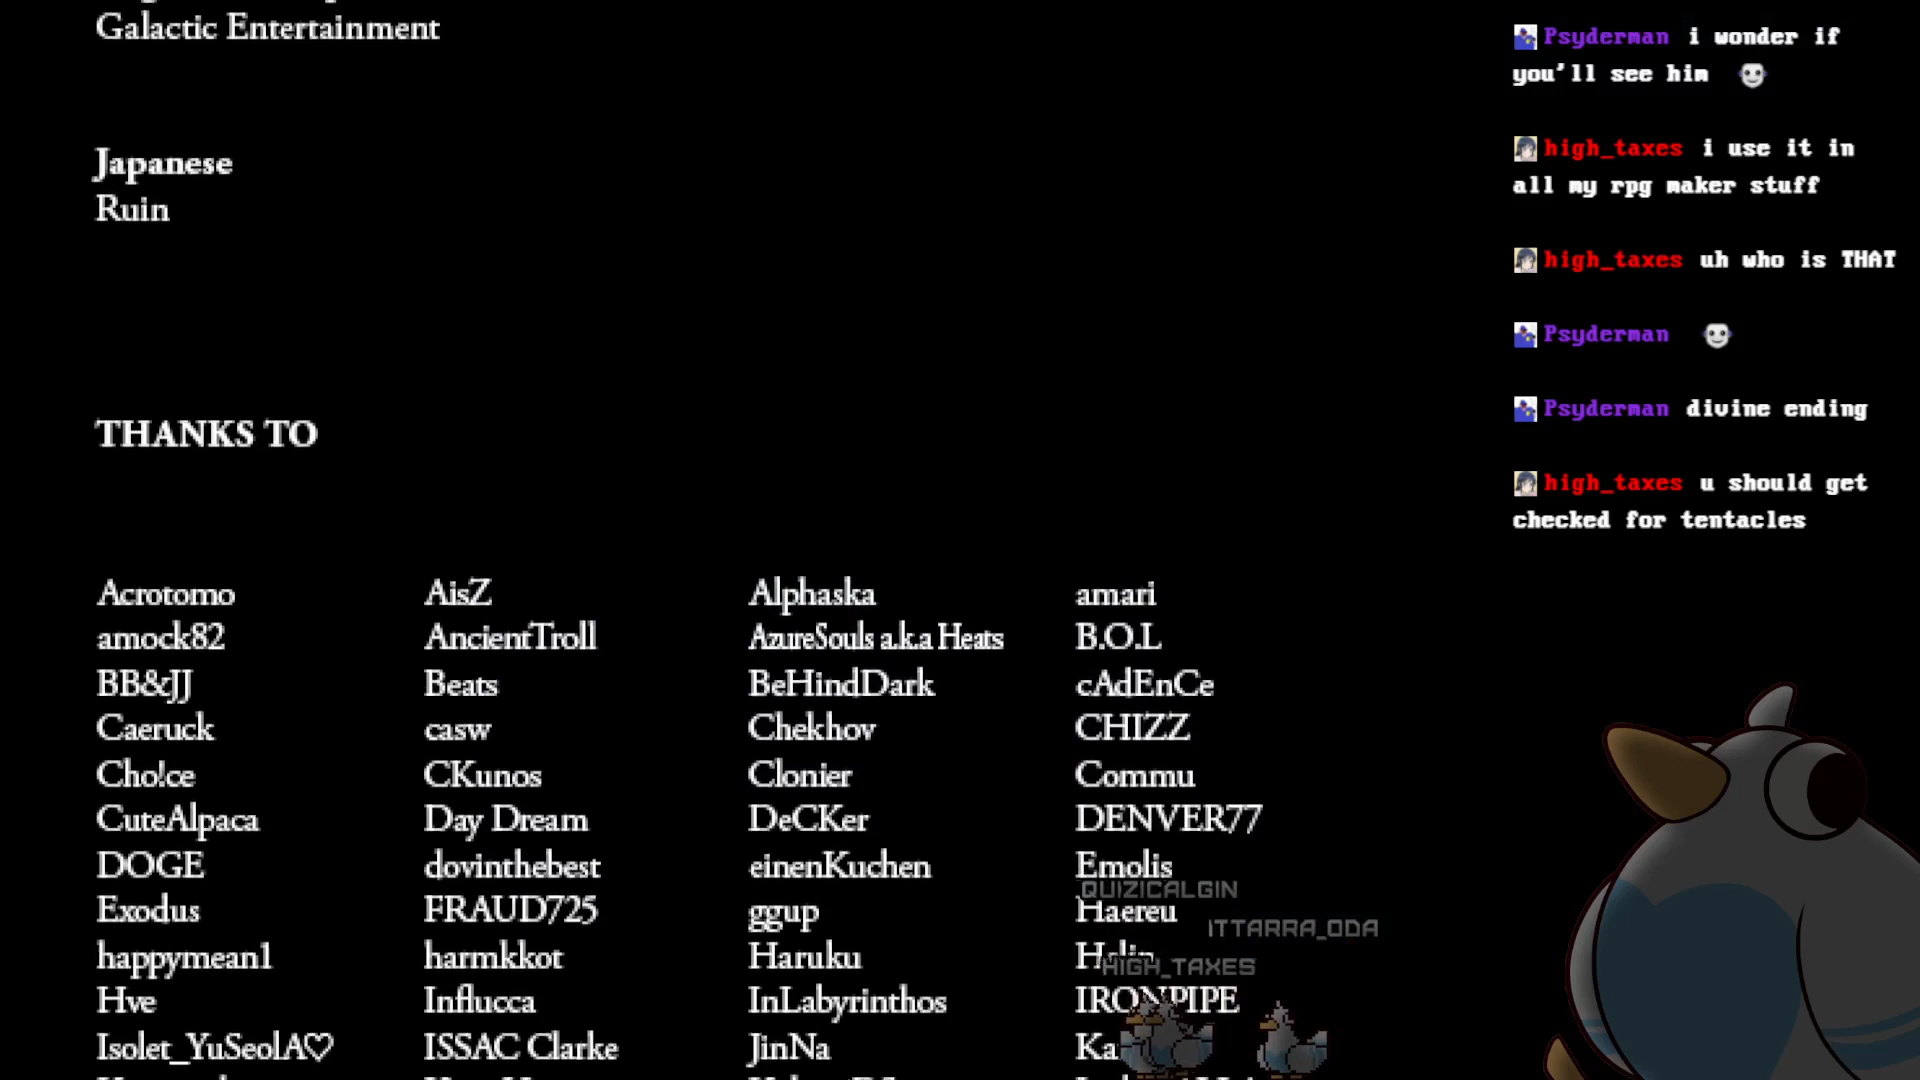 Galactic Entertainment
Japanese
Ruin
THANKS TO
Acrotomo AisZ Alphaska amari
amock82 AncientTroll AzureSouls a.k.a Heats B.O.L
BB&JJ Beats BeHindDark cAdEnCe
Caeruck casw Chekhov CHIZZ
Cho!ce CKunos Clonier Commu
CuteAlpaca Day Dream DeCKer DENVER77
DOGE dovinthebest einenKuchen Emolis
QUIZICALGIN
Exodus FRAUD725 ggup Haereu
ITTARRA_ODA
happymean1 harmkkot Haruku
HIGH_TAXES
Hve Influcca InLabyrinthos IRONPIPE
Isolet_YuSeolA♡ ISSAC Clarke JinNa
Psyderman i wonder if
you'll see him
high_taxes i use it in
all my rpg maker stuff
high_taxes uh who is THAT
Psyderman
Psyderman divine ending
high_taxes u should get
checked for tentacles